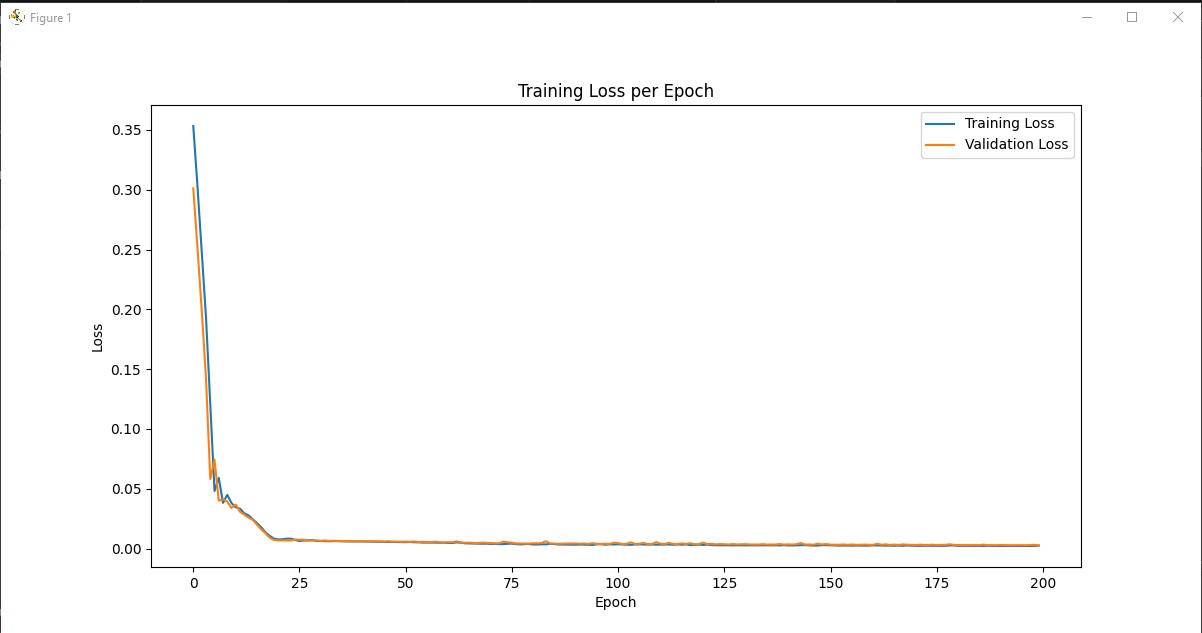 Figure 1
Training Loss per Epoch
Training Loss
Validation Loss
0.35
0.30
0.25
0.20
0.15
0.10
0.05
0.00
Loss
0 25 50 75 100 125 150 175 200
Epoch